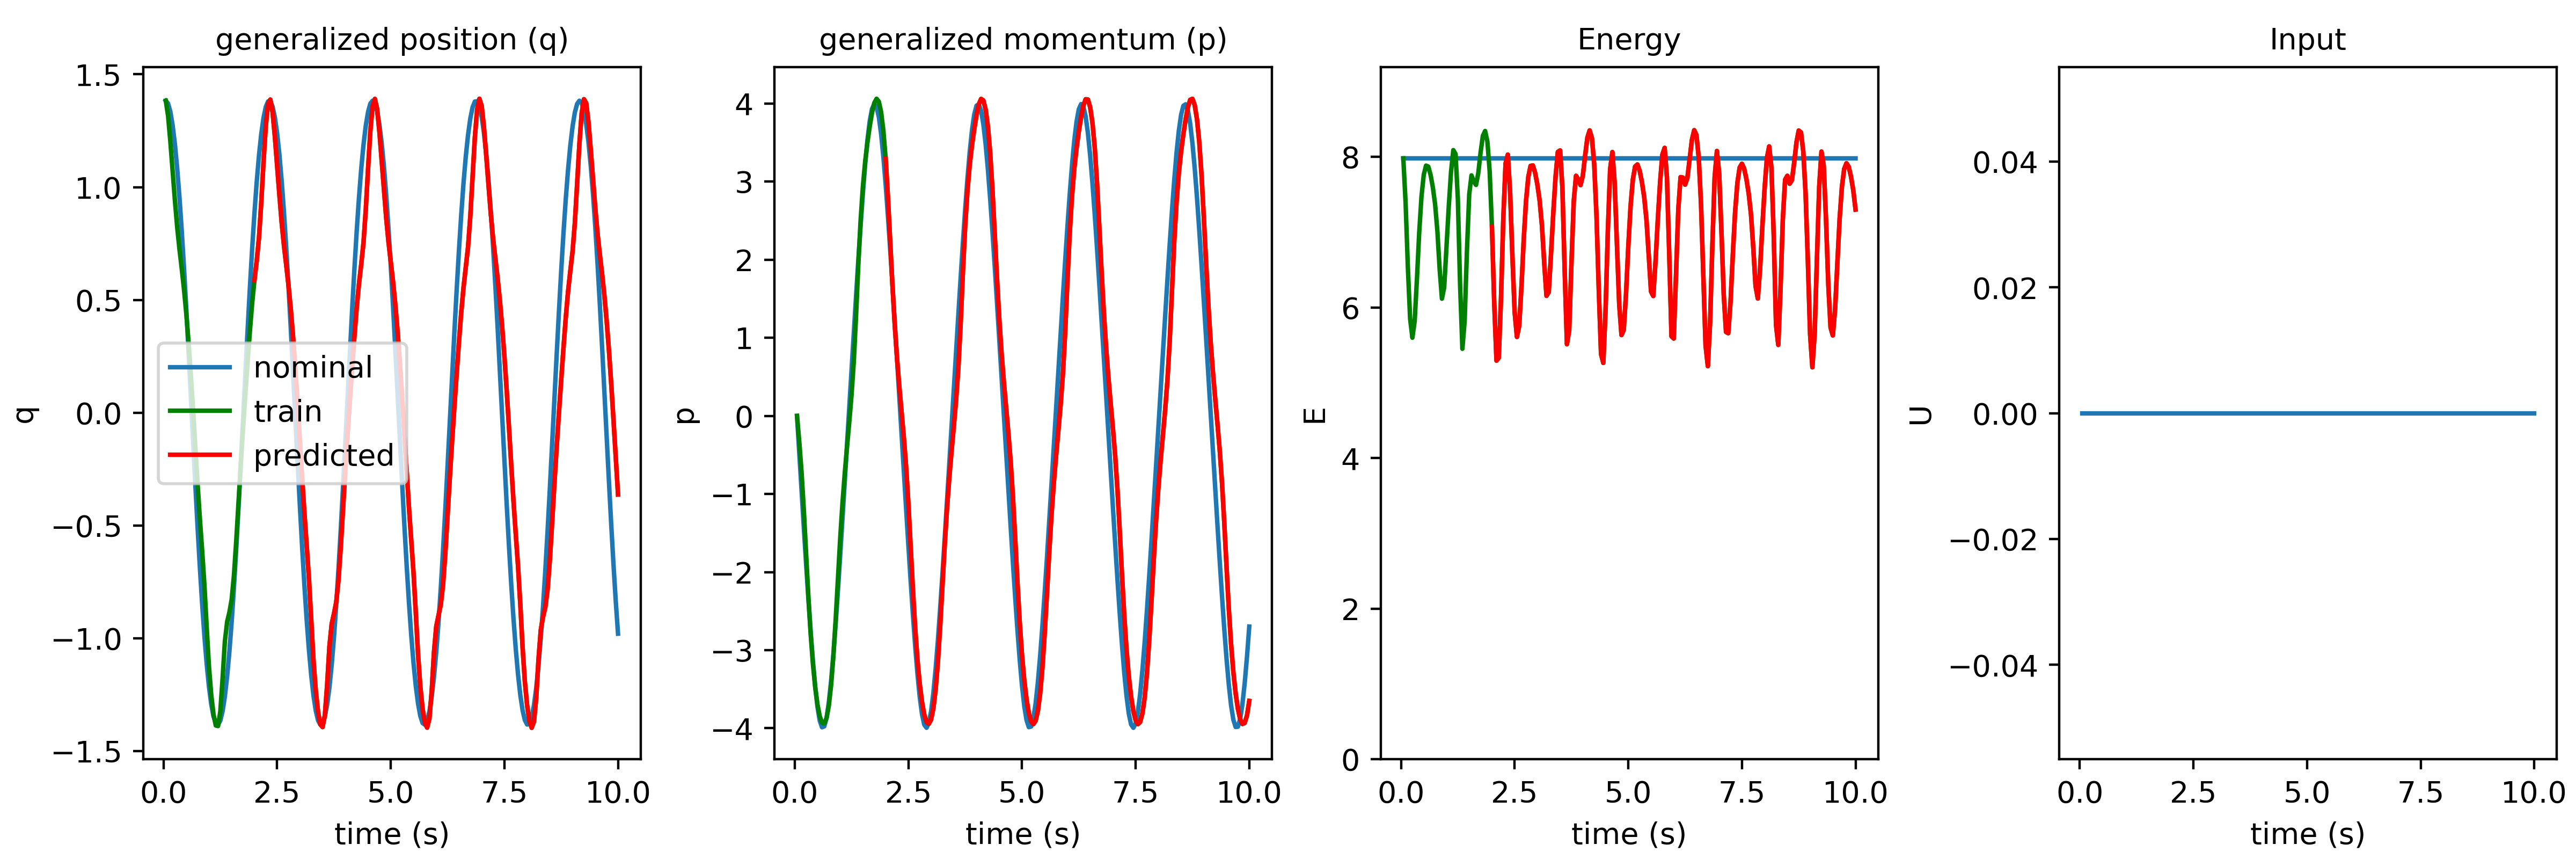 generalized position (q)
1.5
1.0
0.5
0.0
−0.5
−1.0
−1.5
q
nominal
train
predicted
0.0 2.5 5.0 7.5 10.0
time (s)
generalized momentum (p)
4
3
2
1
0
−1
−2
−3
−4
p
0.0 2.5 5.0 7.5 10.0
time (s)
Energy
8
6
4
2
0
E
0.0 2.5 5.0 7.5 10.0
time (s)
Input
0.04
0.02
0.00
−0.02
−0.04
U
0.0 2.5 5.0 7.5 10.0
time (s)